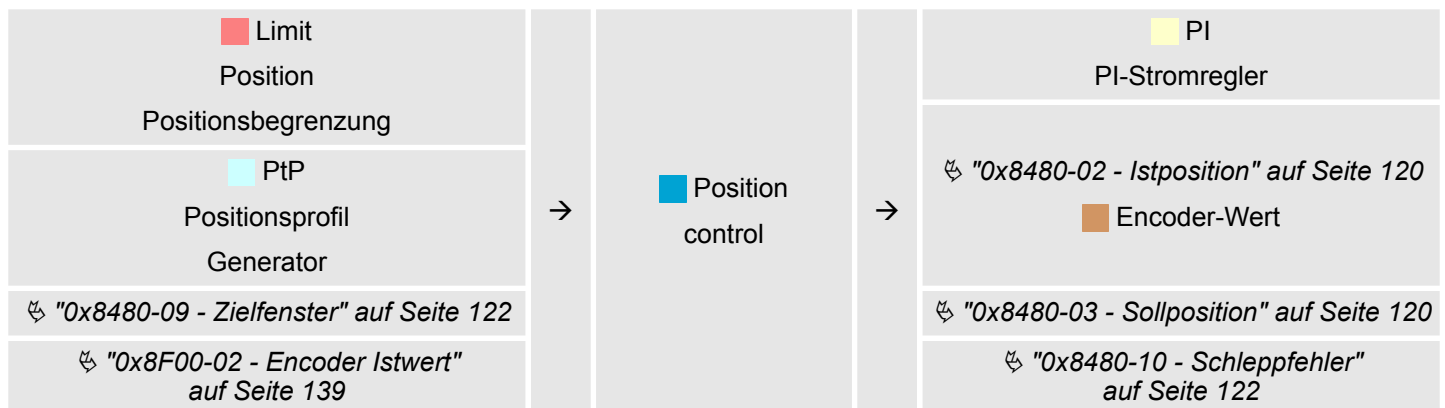 Limit
Position
Positionsbegrenzung
PtP
Positionsprofil
Generator
"0x8480-09 - Zielfenster" auf Seite 122
"0x8F00-02 - Encoder Istwert"
auf Seite 139
→
Position
control
→
PI
PI-Stromregler
"0x8480-02 - Istposition" auf Seite 120
Encoder-Wert
"0x8480-03 - Sollposition" auf Seite 120
"0x8480-10 - Schleppfehler"
auf Seite 122